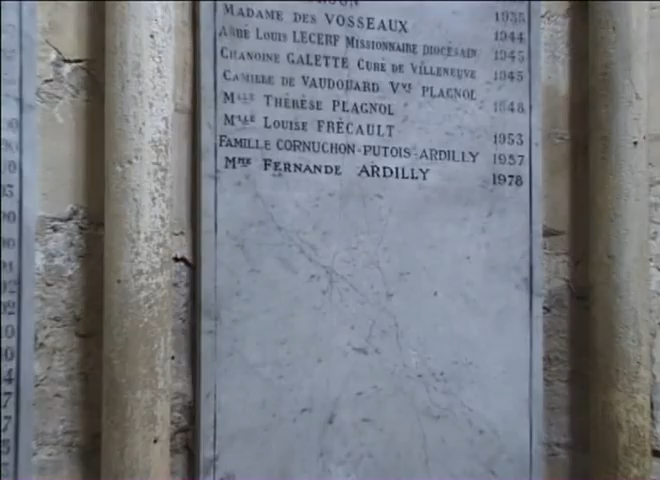 MADAME DES VOSSEAUX 1935
ABBÉ LOUIS LECERF MISSIONNAIRE DIOCÉSAIN 1944
CHANOINE GALETTE CURÉ DE VILLENEUVE 1945
CAMILLE DE VAUDOUARD Vve PLAGNOL 1945
Mlle THÉRÈSE PLAGNOL 1948
Mlle LOUISE FRÉCAULT 1953
FAMILLE CORNUCHON-PUTOIS-ARDILLY 1957
Mme FERNANDE ARDILLY 1978